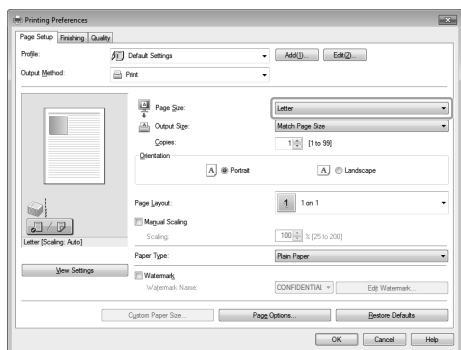 Printing Preferences
Page Setup Finishing Quality
Profile: Default Settings Add(1)... Edit(2)...
Output Method: Print
Page Size: Letter
Output Size: Match Page Size
Copies: 1 [1 to 99]
Orientation
A Portrait A Landscape
Page Layout: 1 1 on 1
Manual Scaling
Scaling: 100 % [25 to 200]
Letter [Scaling: Auto]
Paper Type: Plain Paper
View Settings
Watermark
Watermark Name: CONFIDENTIAL Edit Watermark...
Custom Paper Size... Page Options... Restore Defaults
OK Cancel Help